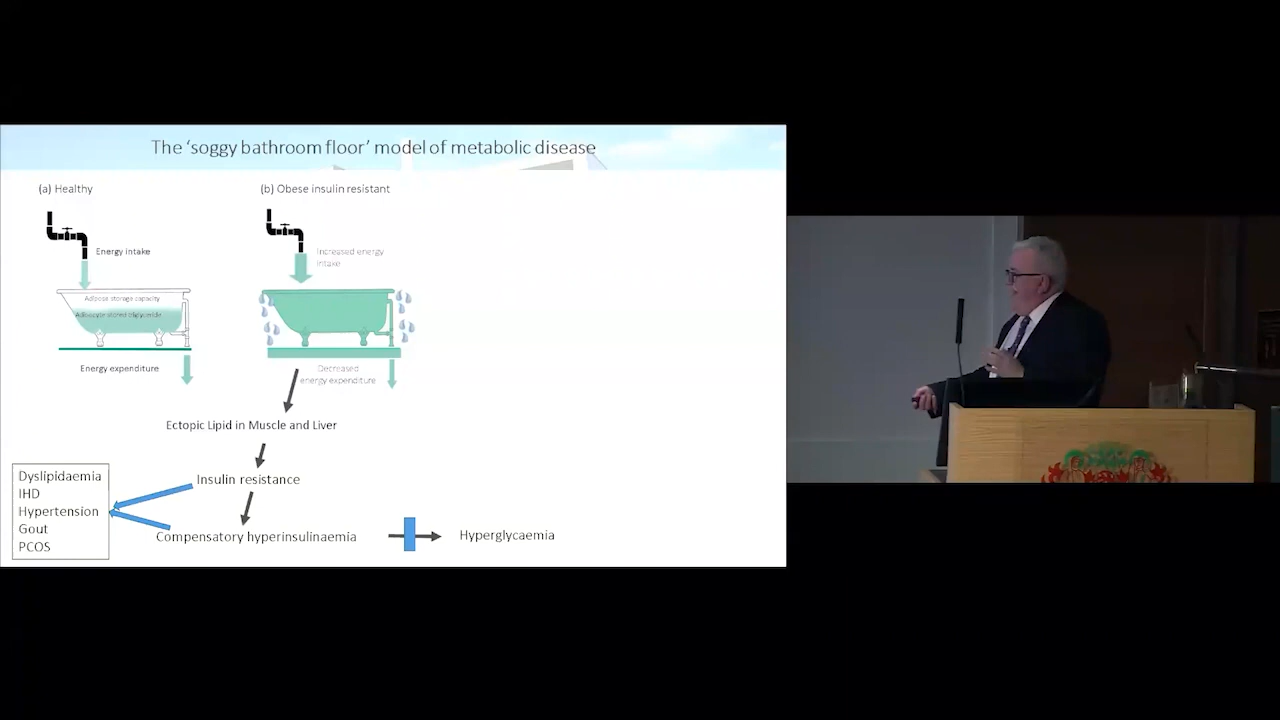 The ‘soggy bathroom floor’ model of metabolic disease
(a) Healthy
(b) Obese insulin resistant
Energy intake
Increased energy
intake
Adipose storage capacity
Adipocyte stored triglyceride
Energy expenditure
Decreased
energy expenditure
Ectopic Lipid in Muscle and Liver
Insulin resistance
Dyslipidaemia
IHD
Hypertension
Gout
PCOS
Compensatory hyperinsulinaemia
Hyperglycaemia